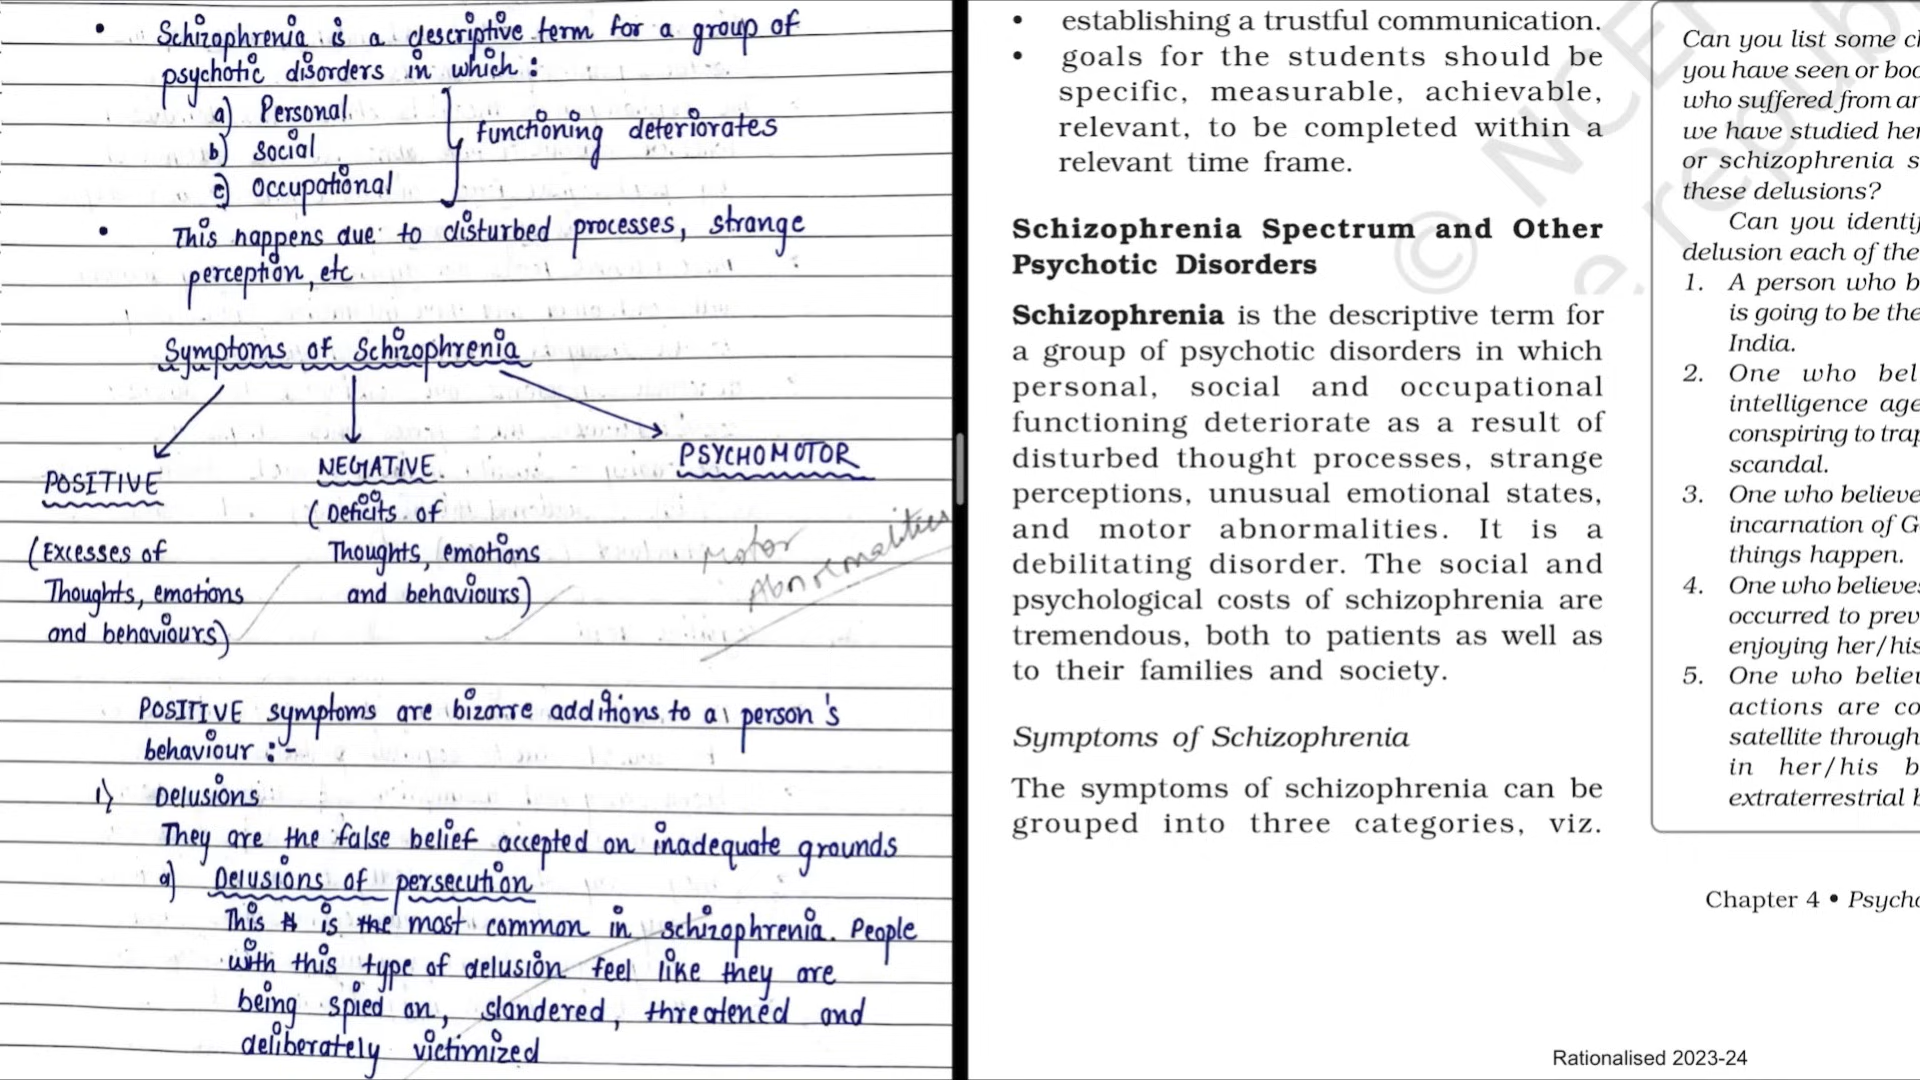 • Schizophrenia is a descriptive term for a group of
psychotic disorders in which :
a) Personal
b) Social
c) Occupational
functioning deteriorates
• This happens due to disturbed processes, strange
perception, etc
Symptoms of Schizophrenia
POSITIVE
(Excesses of
Thoughts, emotions
and behaviours)
NEGATIVE
(Deficits of
Thoughts, emotions
and behaviours)
PSYCHOMOTOR
Motor
Abnormalities
POSITIVE symptoms are bizarre additions to a person's
behaviour :-
1) Delusions
They are the false belief accepted on inadequate grounds
a) Delusions of persecution
This is the most common in schizophrenia. People
with this type of delusion feel like they are
being spied on, slandered, threatened and
deliberately victimized
• establishing a trustful communication.
• goals for the students should be
specific, measurable, achievable,
relevant, to be completed within a
relevant time frame.
Schizophrenia Spectrum and Other
Psychotic Disorders
Schizophrenia is the descriptive term for
a group of psychotic disorders in which
personal, social and occupational
functioning deteriorate as a result of
disturbed thought processes, strange
perceptions, unusual emotional states,
and motor abnormalities. It is a
debilitating disorder. The social and
psychological costs of schizophrenia are
tremendous, both to patients as well as
to their families and society.
Symptoms of Schizophrenia
The symptoms of schizophrenia can be
grouped into three categories, viz.
Can you list some
you have seen or
who suffered from
we have studied
or schizophrenia
these delusions?
Can you
delusion each of the
1. A person who
is going to be the
India.
2. One who
intelligence
conspiring to
scandal.
3. One who
incarnation of
things happen.
4. One who believes
occurred to
enjoying her/his
5. One who
actions are
satellite through
in her/his
extraterrestrial
Chapter 4 •
Rationalised 2023-24
©